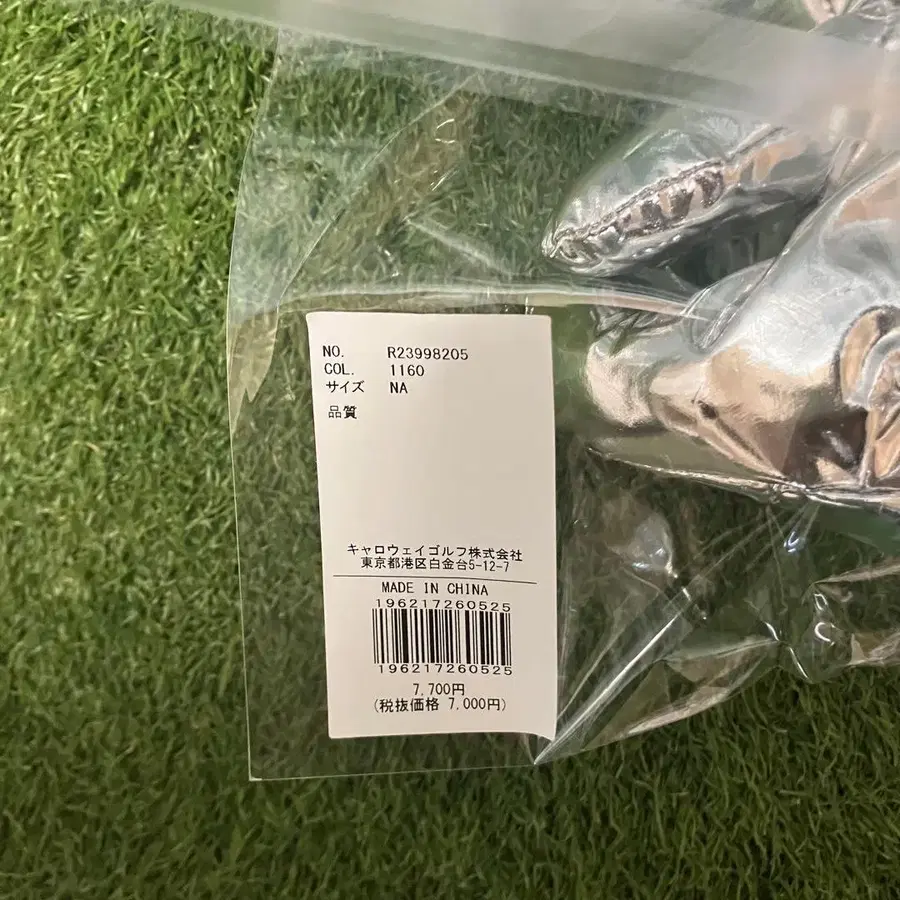 NO. R23998205
COL. 1160
サイズ NA
品質
キャロウェイゴルフ株式会社
東京都港区白金台5-12-7
MADE IN CHINA
196217260525
196217260525
7,700円
(税抜価格 7,000円)